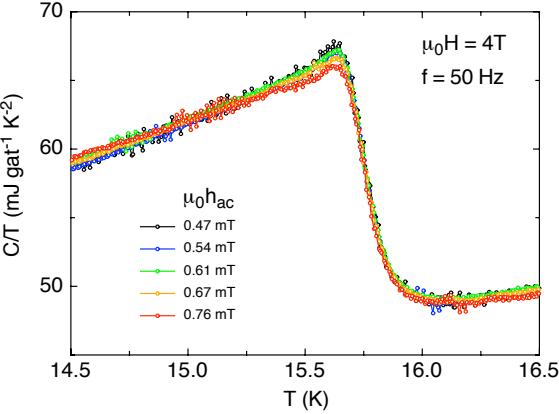 70
60
50
C/T (mJ gat⁻¹ K⁻²)
μ₀H = 4T
f = 50 Hz
μ₀hac
0.47 mT
0.54 mT
0.61 mT
0.67 mT
0.76 mT
14.5 15.0 15.5 16.0 16.5
T (K)